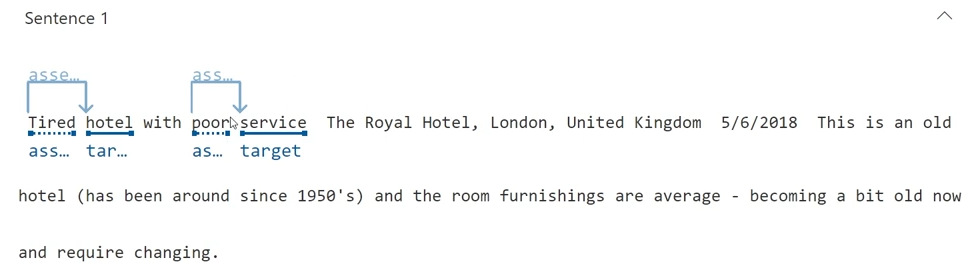 Sentence 1
asse… ass…
Tired hotel with poor service The Royal Hotel, London, United Kingdom 5/6/2018 This is an old
ass… tar… as… target
hotel (has been around since 1950's) and the room furnishings are average - becoming a bit old now
and require changing.